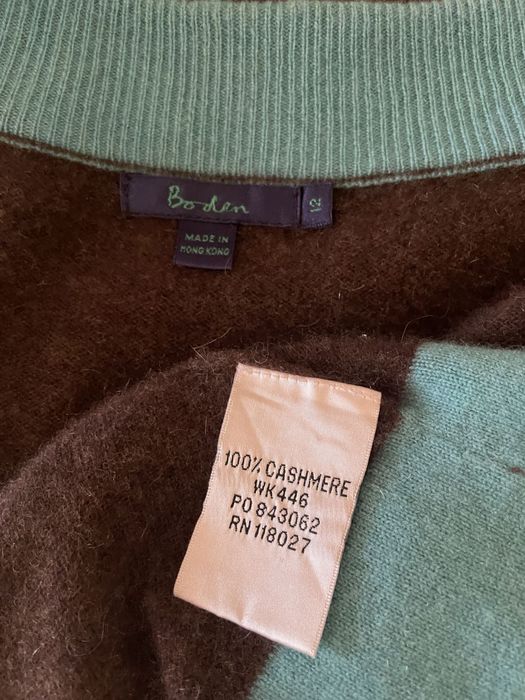 Boden
12
MADE IN
HONG KONG
100% CASHMERE
WK446
PO 843062
RN 118027